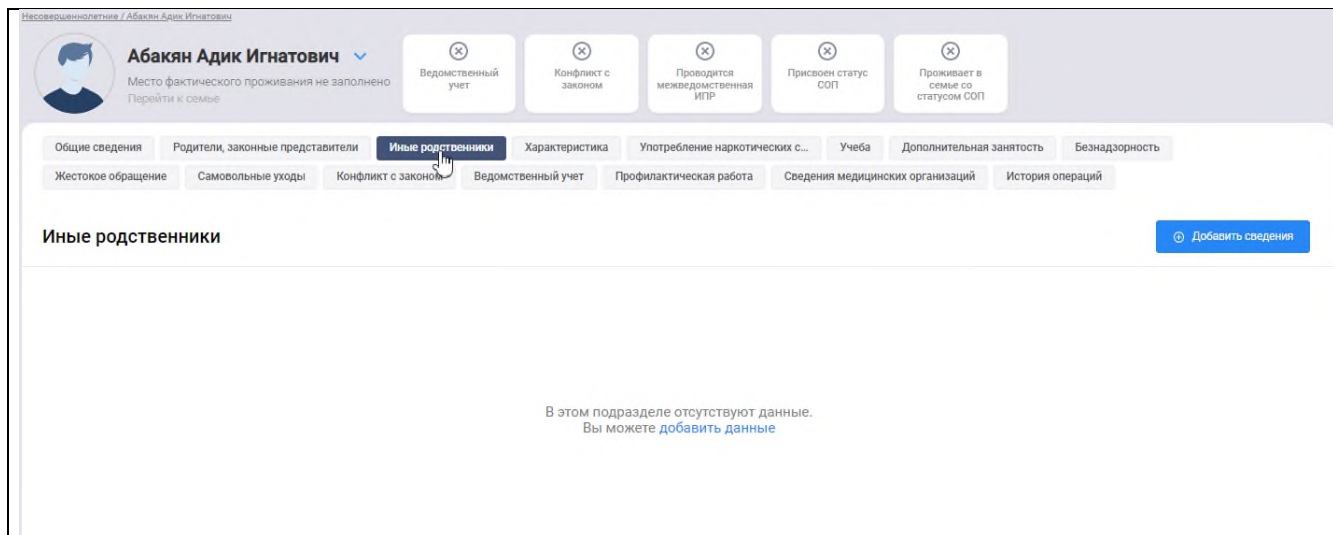 Несовершеннолетние / Абакян Адик Игнатович
Абакян Адик Игнатович
Место фактического проживания не заполнено
Перейти к семье
Ведомственный
учет
Конфликт с
законом
Проводится
межведомственная
ИПР
Присвоен статус
СОП
Проживает в
семье со
статусом СОП
Общие сведения Родители, законные представители Иные родственники Характеристика Употребление наркотических с... Учеба Дополнительная занятость Безнадзорность
Жестокое обращение Самовольные уходы Конфликт с законом Ведомственный учет Профилактическая работа Сведения медицинских организаций История операций
Иные родственники
Добавить сведения
В этом подразделе отсутствуют данные.
Вы можете добавить данные